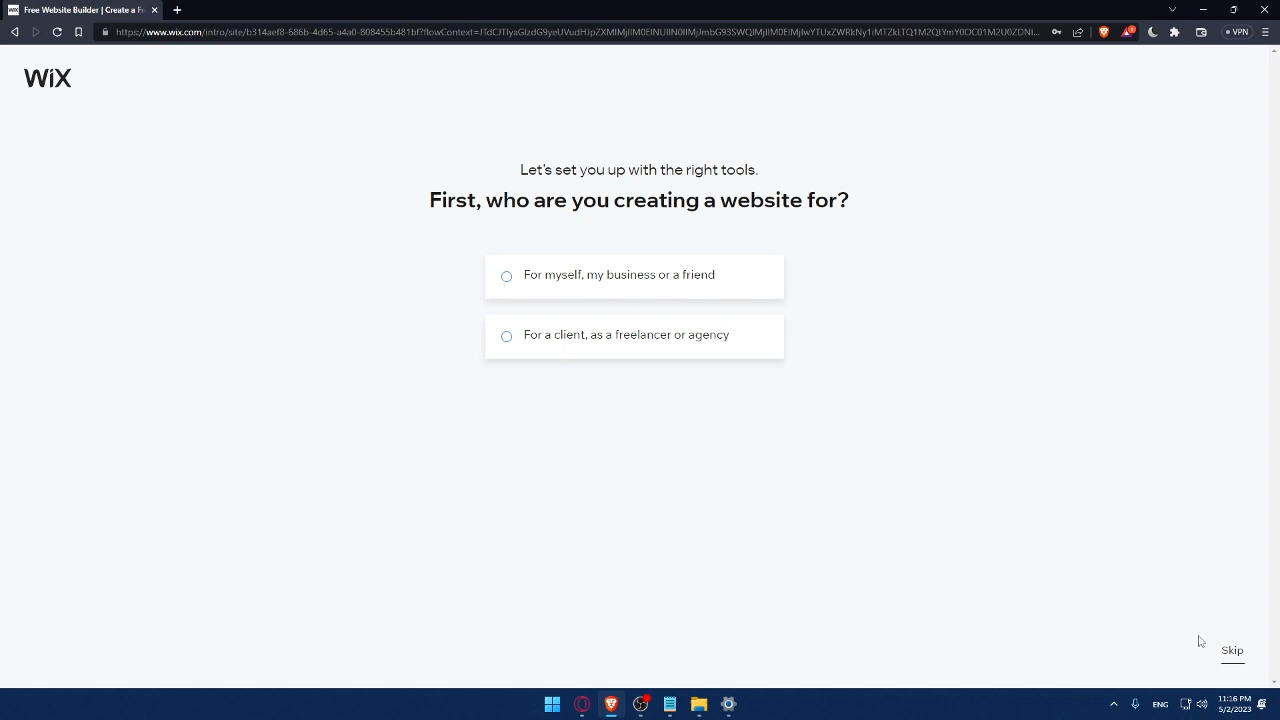 Free Website Builder | Create a Fr
https://www.wix.com/intro/site/b314aef8-686b-4d65-a4a0-808455b481bf?flowContext=
VPN
WiX
Let's set you up with the right tools.
First, who are you creating a website for?
For myself, my business or a friend
For a client, as a freelancer or agency
Skip
ENG
11:16 PM
5/2/2023